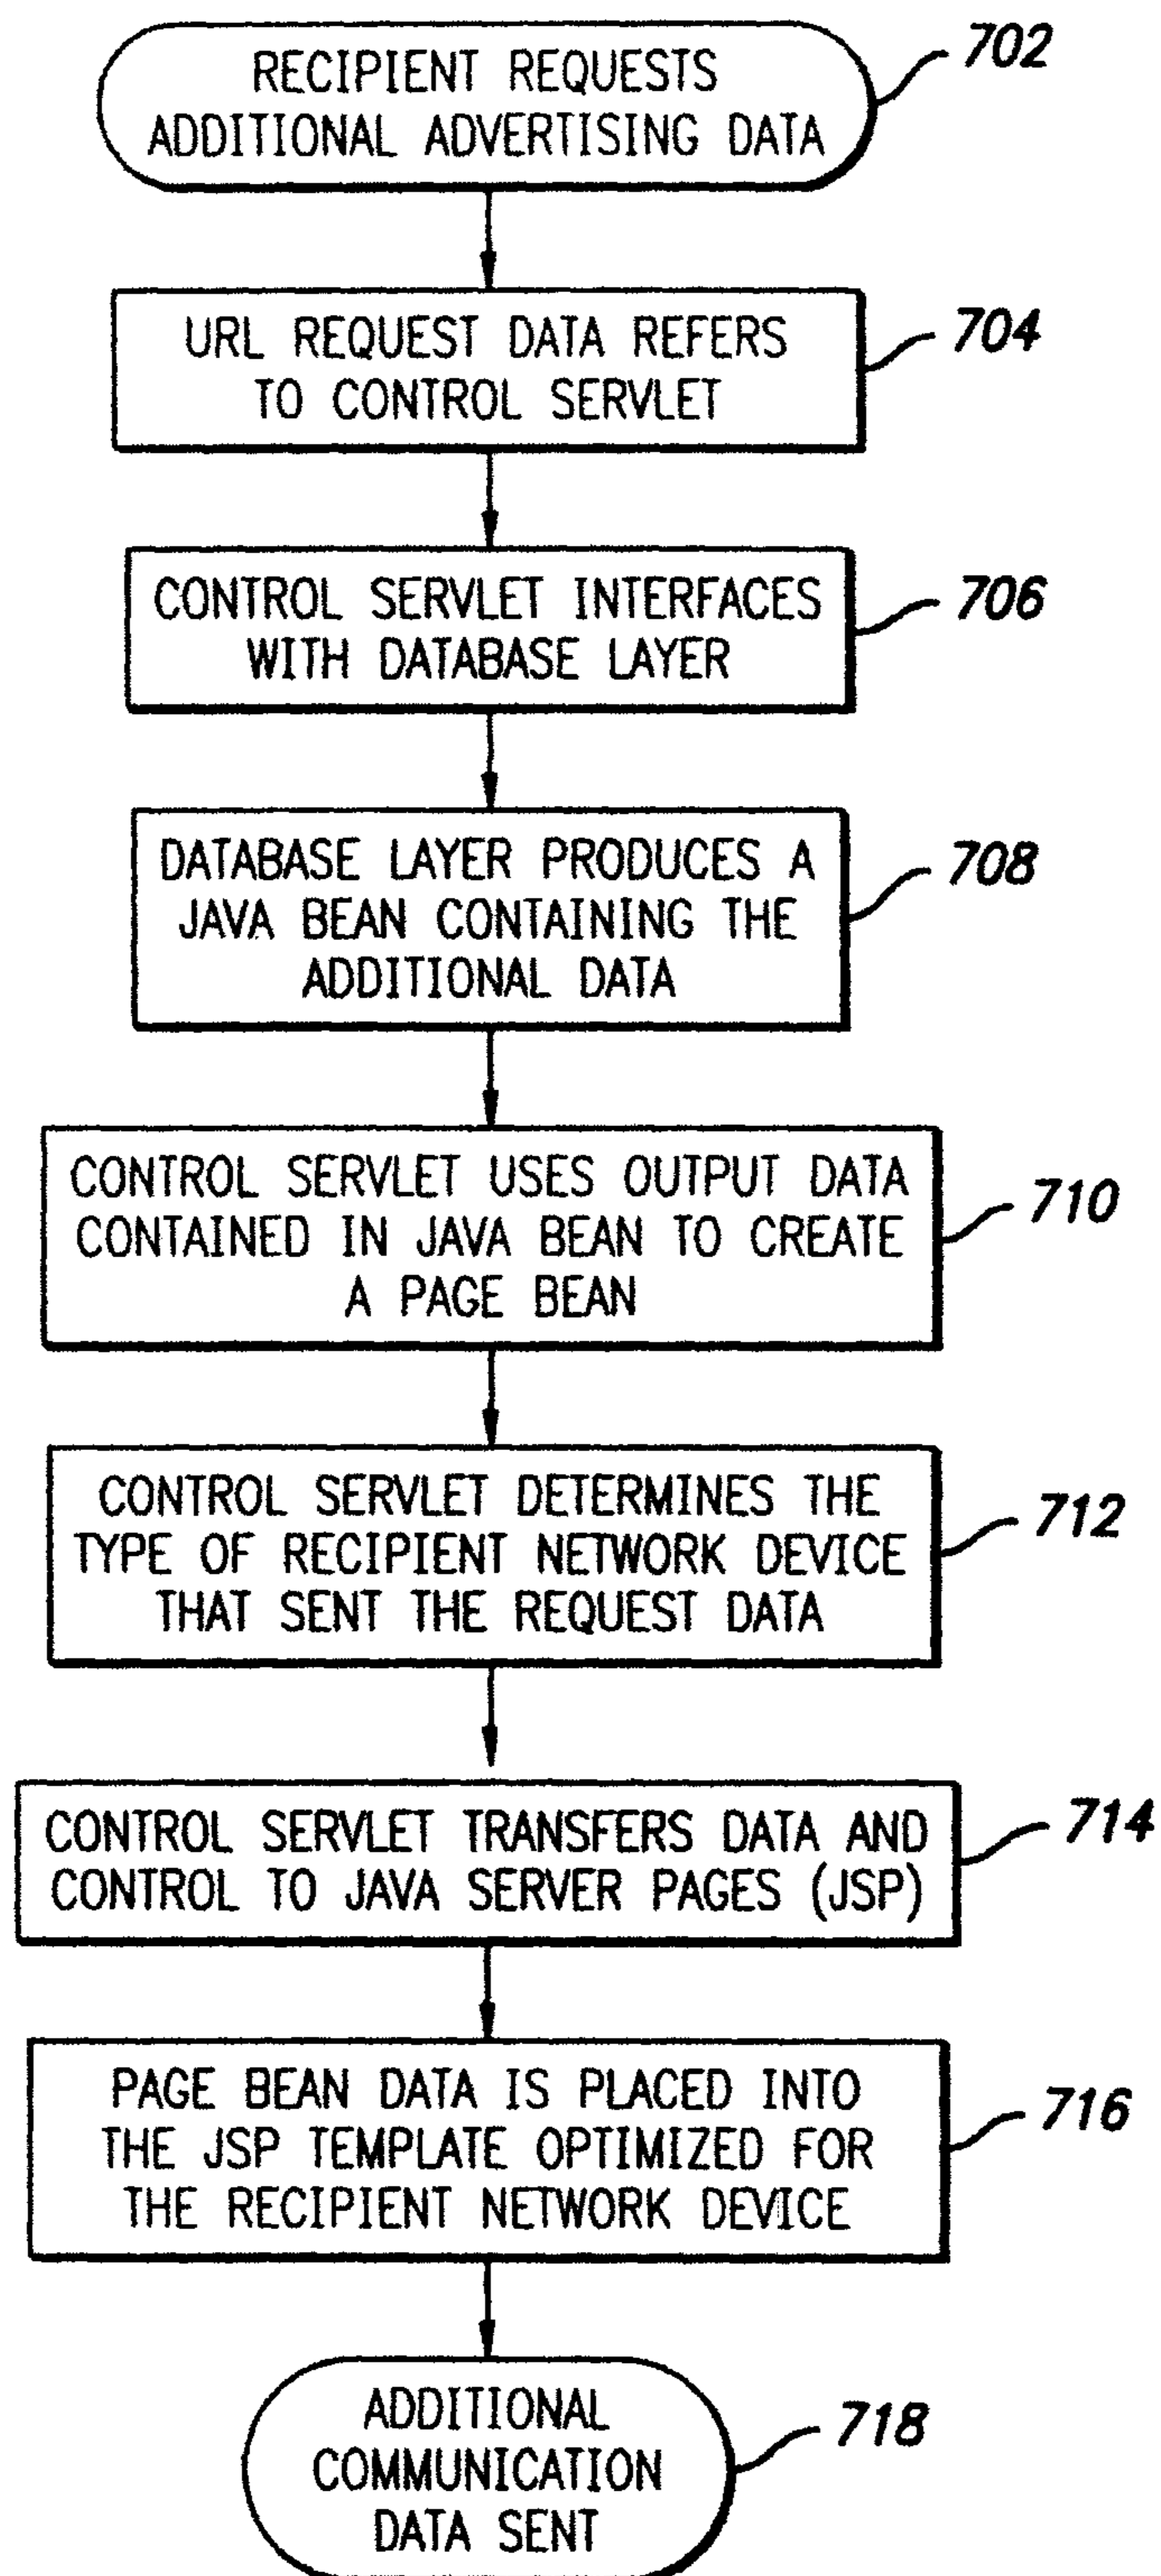 RECIPIENT REQUESTS
ADDITIONAL ADVERTISING DATA
702
URL REQUEST DATA REFERS
TO CONTROL SERVLET
704
CONTROL SERVLET INTERFACES
WITH DATABASE LAYER
706
DATABASE LAYER PRODUCES A
JAVA BEAN CONTAINING THE
ADDITIONAL DATA
708
CONTROL SERVLET USES OUTPUT DATA
CONTAINED IN JAVA BEAN TO CREATE
A PAGE BEAN
710
CONTROL SERVLET DETERMINES THE
TYPE OF RECIPIENT NETWORK DEVICE
THAT SENT THE REQUEST DATA
712
CONTROL SERVLET TRANSFERS DATA AND
CONTROL TO JAVA SERVER PAGES (JSP)
714
PAGE BEAN DATA IS PLACED INTO
THE JSP TEMPLATE OPTIMIZED FOR
THE RECIPIENT NETWORK DEVICE
716
ADDITIONAL
COMMUNICATION
DATA SENT
718